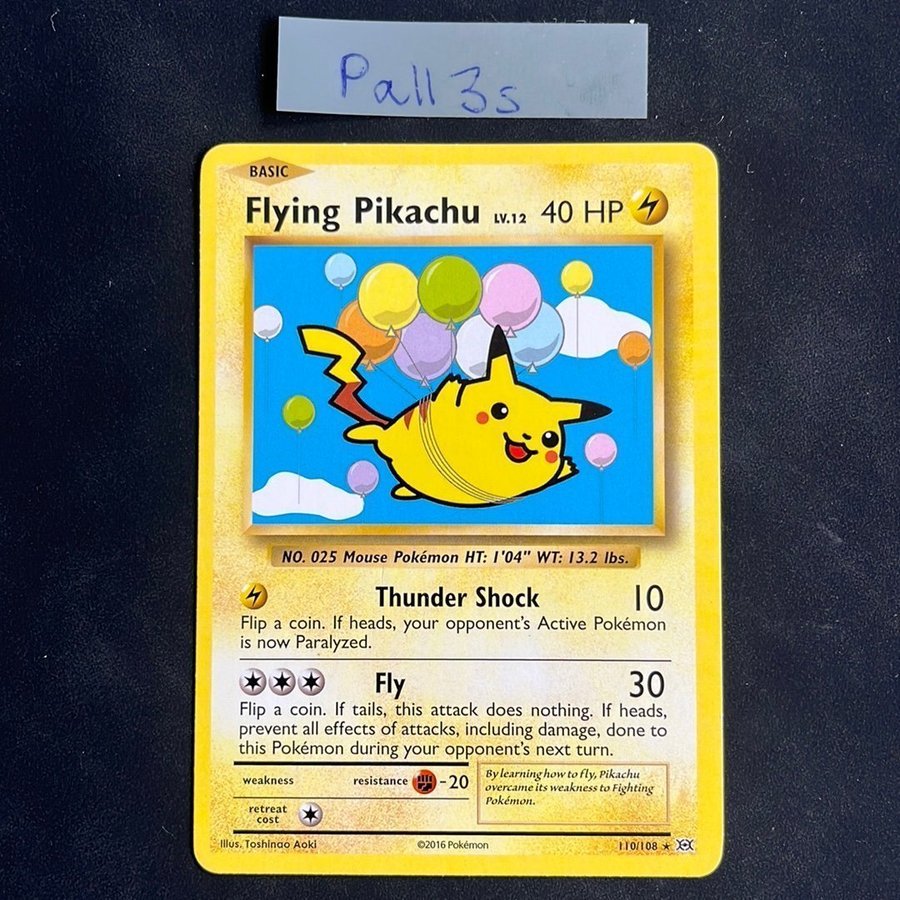 Pall3s
BASIC
Flying Pikachu LV.12 40 HP
NO. 025 Mouse Pokémon HT: 1'04" WT: 13.2 lbs.
Thunder Shock 10
Flip a coin. If heads, your opponent's Active Pokémon
is now Paralyzed.
Fly 30
Flip a coin. If tails, this attack does nothing. If heads,
prevent all effects of attacks, including damage, done to
this Pokémon during your opponent's next turn.
weakness resistance -20
retreat
cost
By learning how to fly, Pikachu
overcame its weakness to Fighting
Pokémon.
Illus. Toshinao Aoki ©2016 Pokémon 110/108 ★